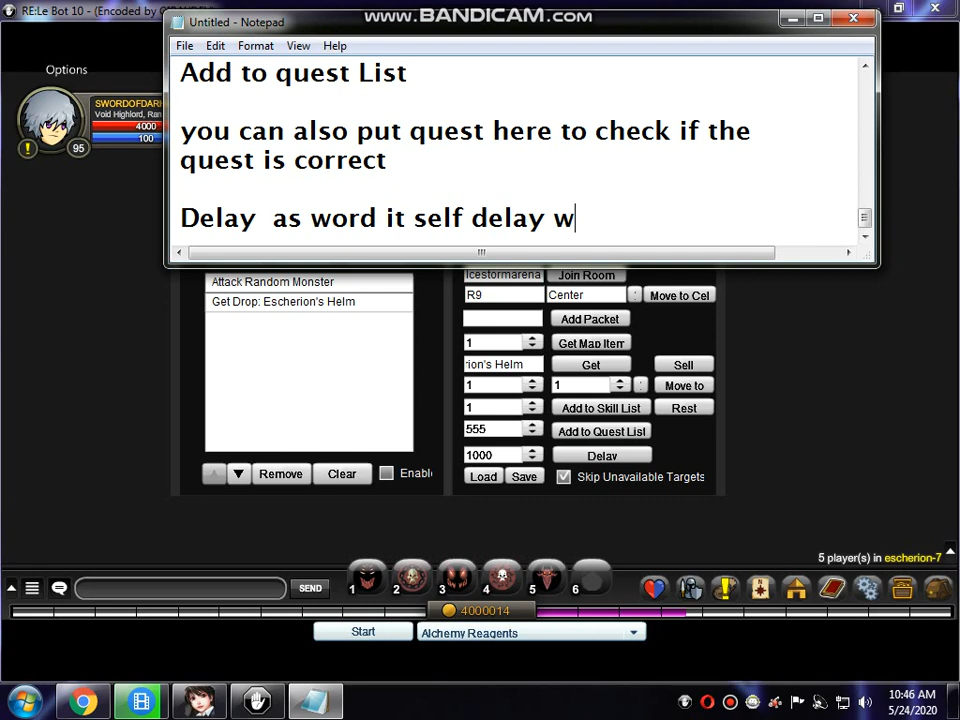 RE:Le Bot 10 - (Encoded by
www.BANDICAM.com
Untitled - Notepad
File Edit Format View Help
Options
Add to quest List
you can also put quest here to check if the
quest is correct
Delay  as word it self delay w
SWORDOFDAR
Void Highlord, Ran
4000
100
95
Attack Random Monster
Get Drop: Escherion's Helm
icestormarena Join Room
R9 Center : Move to Cel
Add Packet
1 Get Map Item
rion's Helm Get Sell
1 1 : Move to
1 Add to Skill List Rest
555 Add to Quest List
1000 Delay
Remove Clear Enabl
Load Save Skip Unavailable Targets
5 player(s) in escherion-7
SEND
1 2 3 4 5 6
4000014
Start Alchemy Reagents
10:46 AM
5/24/2020